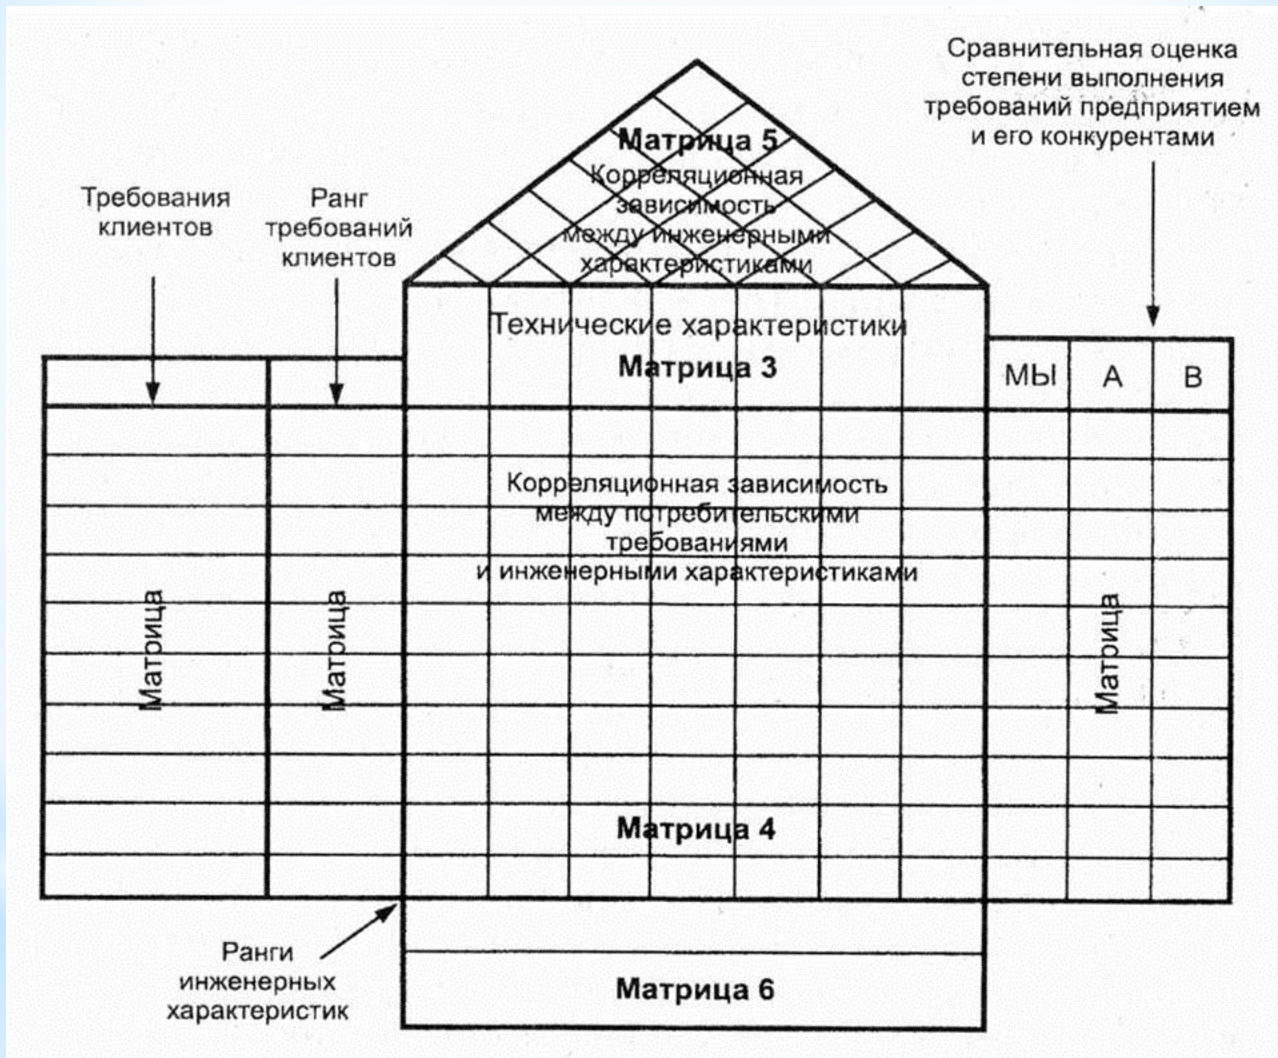 Сравнительная оценка
степени выполнения
требований предприятием
и его конкурентами
Матрица 5
Корреляционная
зависимость
между инженерными
характеристиками
Требования
клиентов
Ранг
требований
клиентов
Технические характеристики
Матрица 3
МЫ
А
В
Корреляционная зависимость
между потребительскими
требованиями
и инженерными характеристиками
Матрица
Матрица
Матрица
Матрица 4
Ранги
инженерных
характеристик
Матрица 6